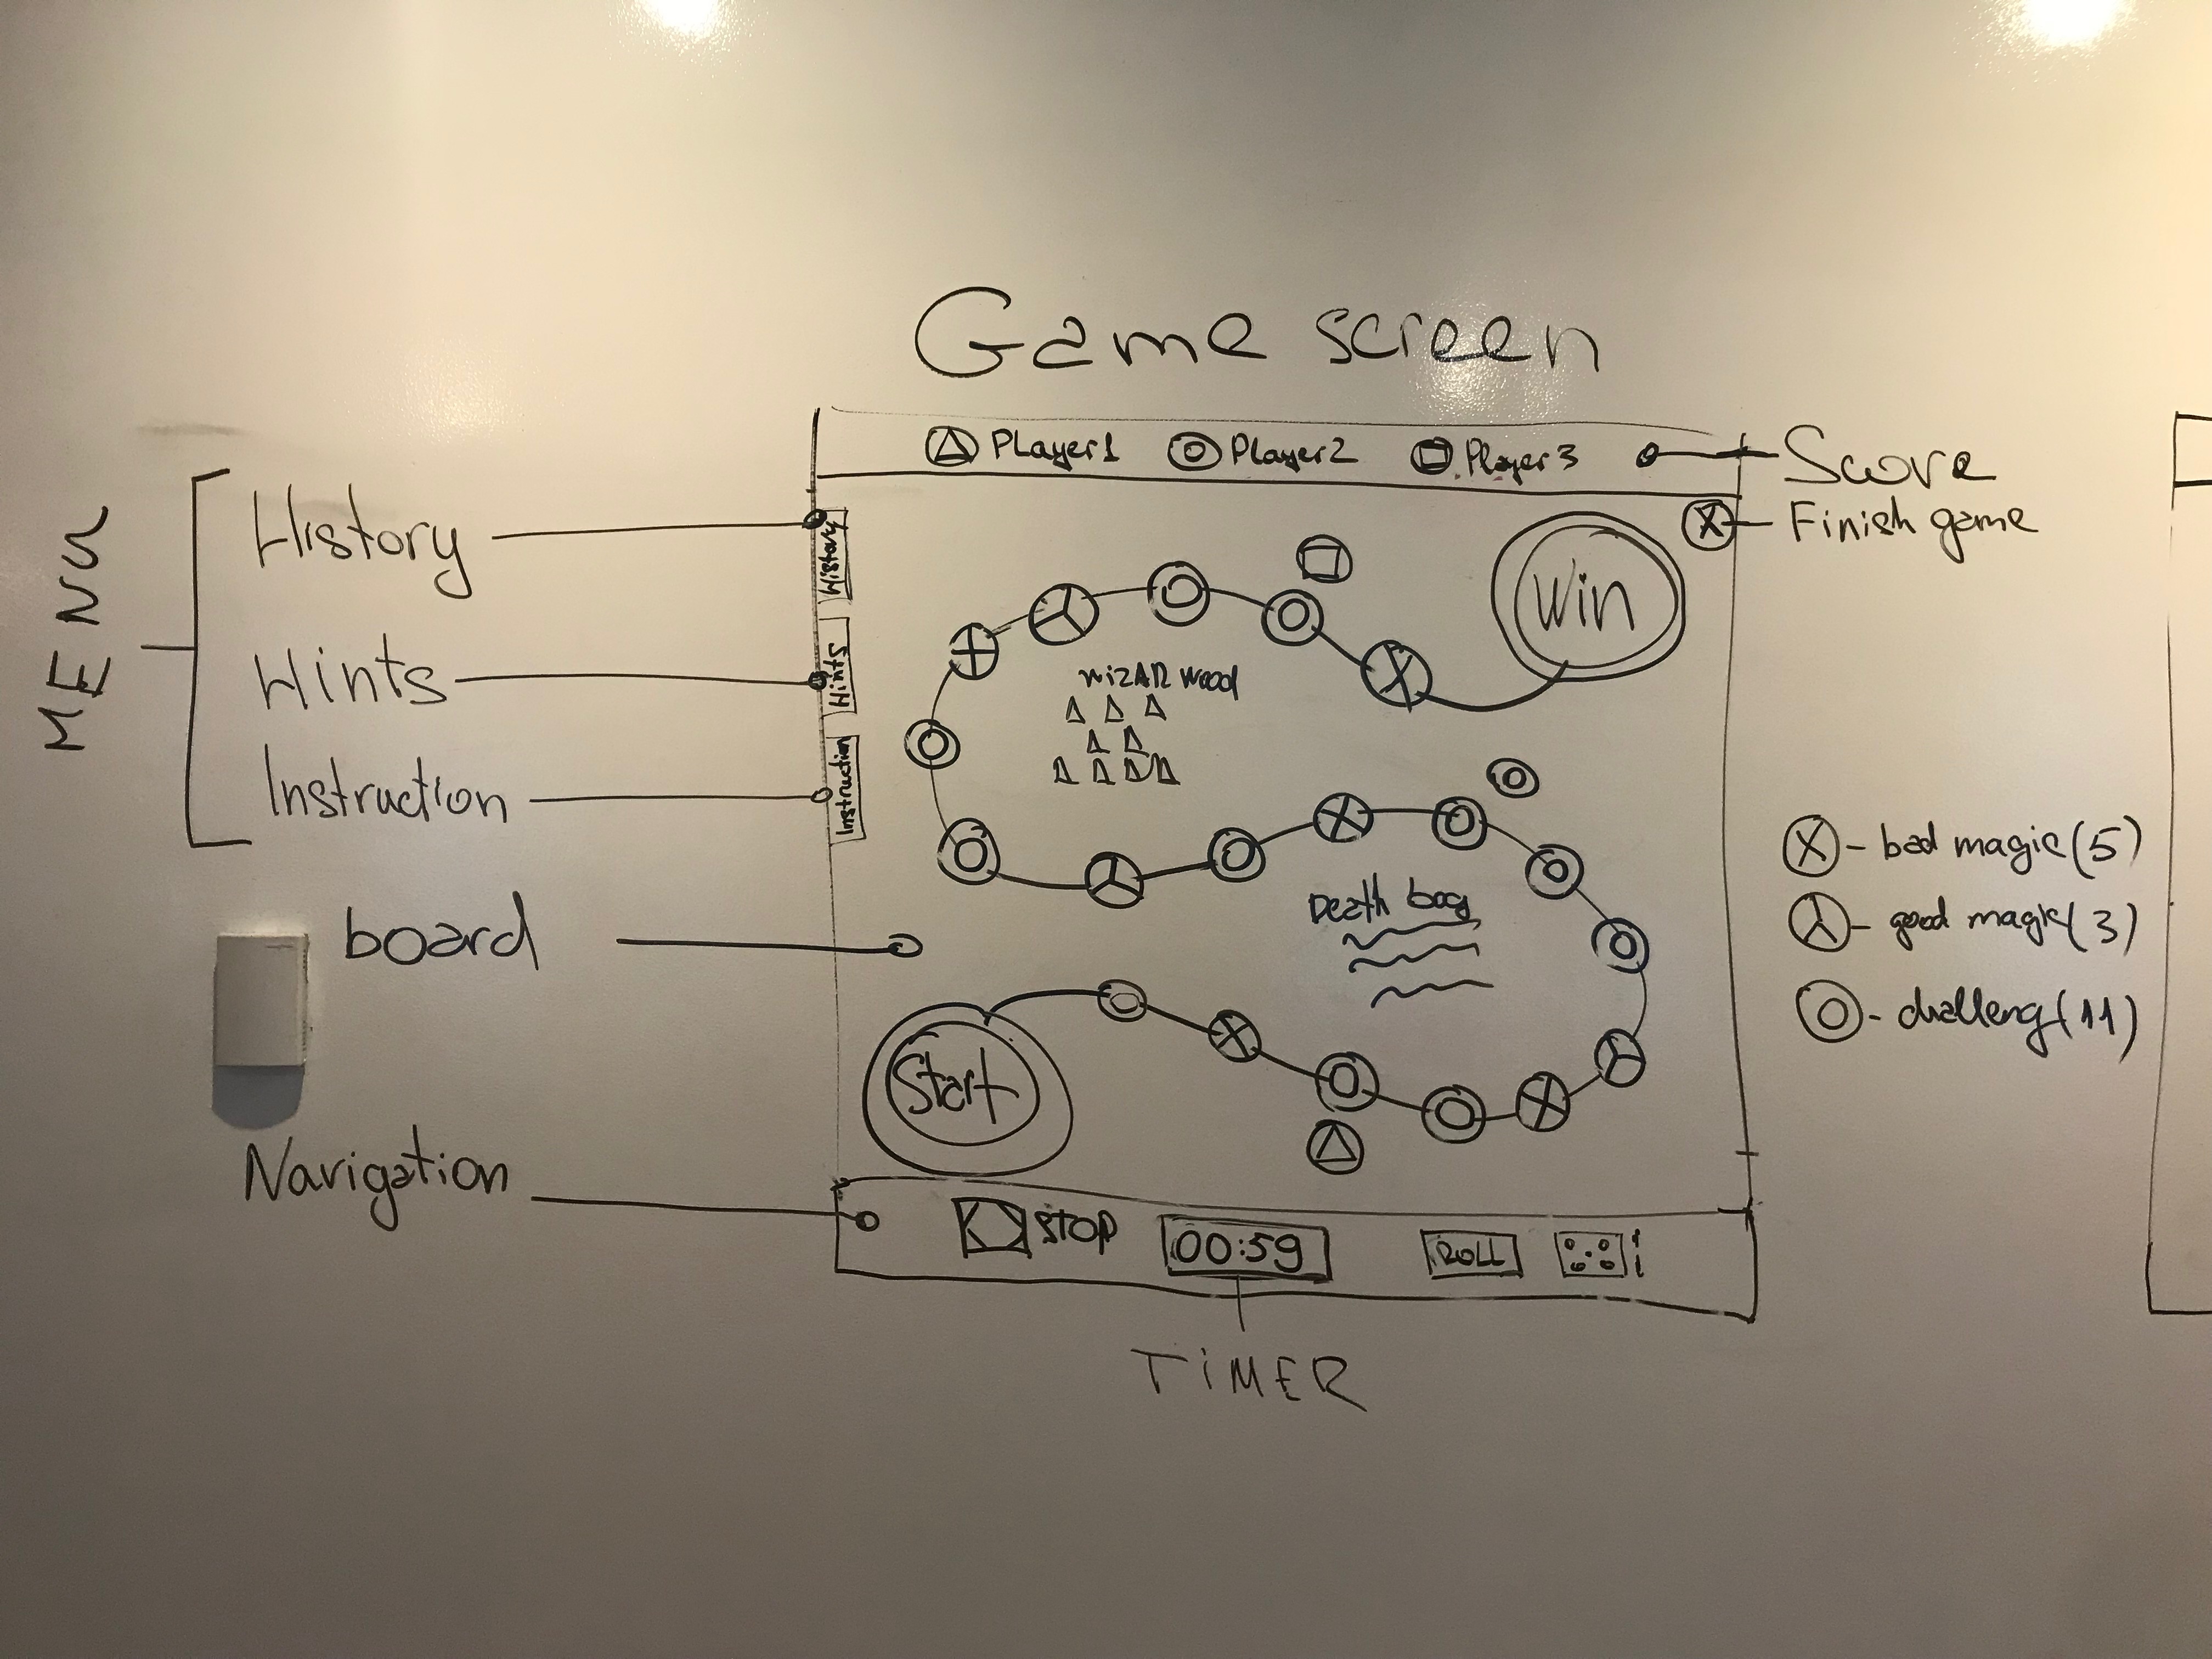 Game screen
Player1 Player2 Player3
Score
Finish game
MENU
History
Hints
Instruction
History
Hints
Instruction
Win
wizAR wood
Death bog
board
Start
bad magic (5)
good magic (3)
challeng (11)
Navigation
STOP
00:59
ROLL
TiMER